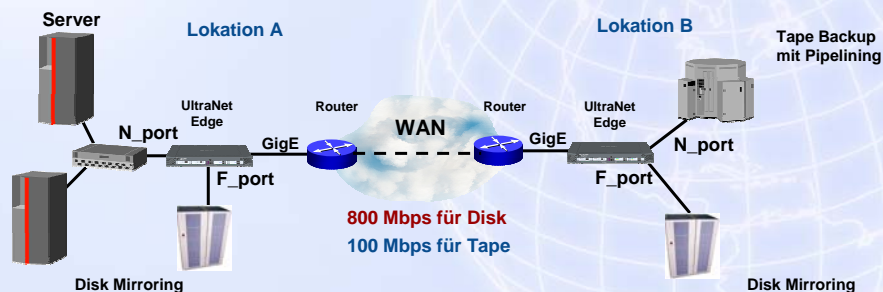 Server
Lokation A
Lokation B
Tape Backup
mit Pipelining
UltraNet
Edge
Router
Router
UltraNet
Edge
N_port
GigE
WAN
GigE
N_port
F_port
F_port
800 Mbps für Disk
100 Mbps für Tape
Disk Mirroring
Disk Mirroring